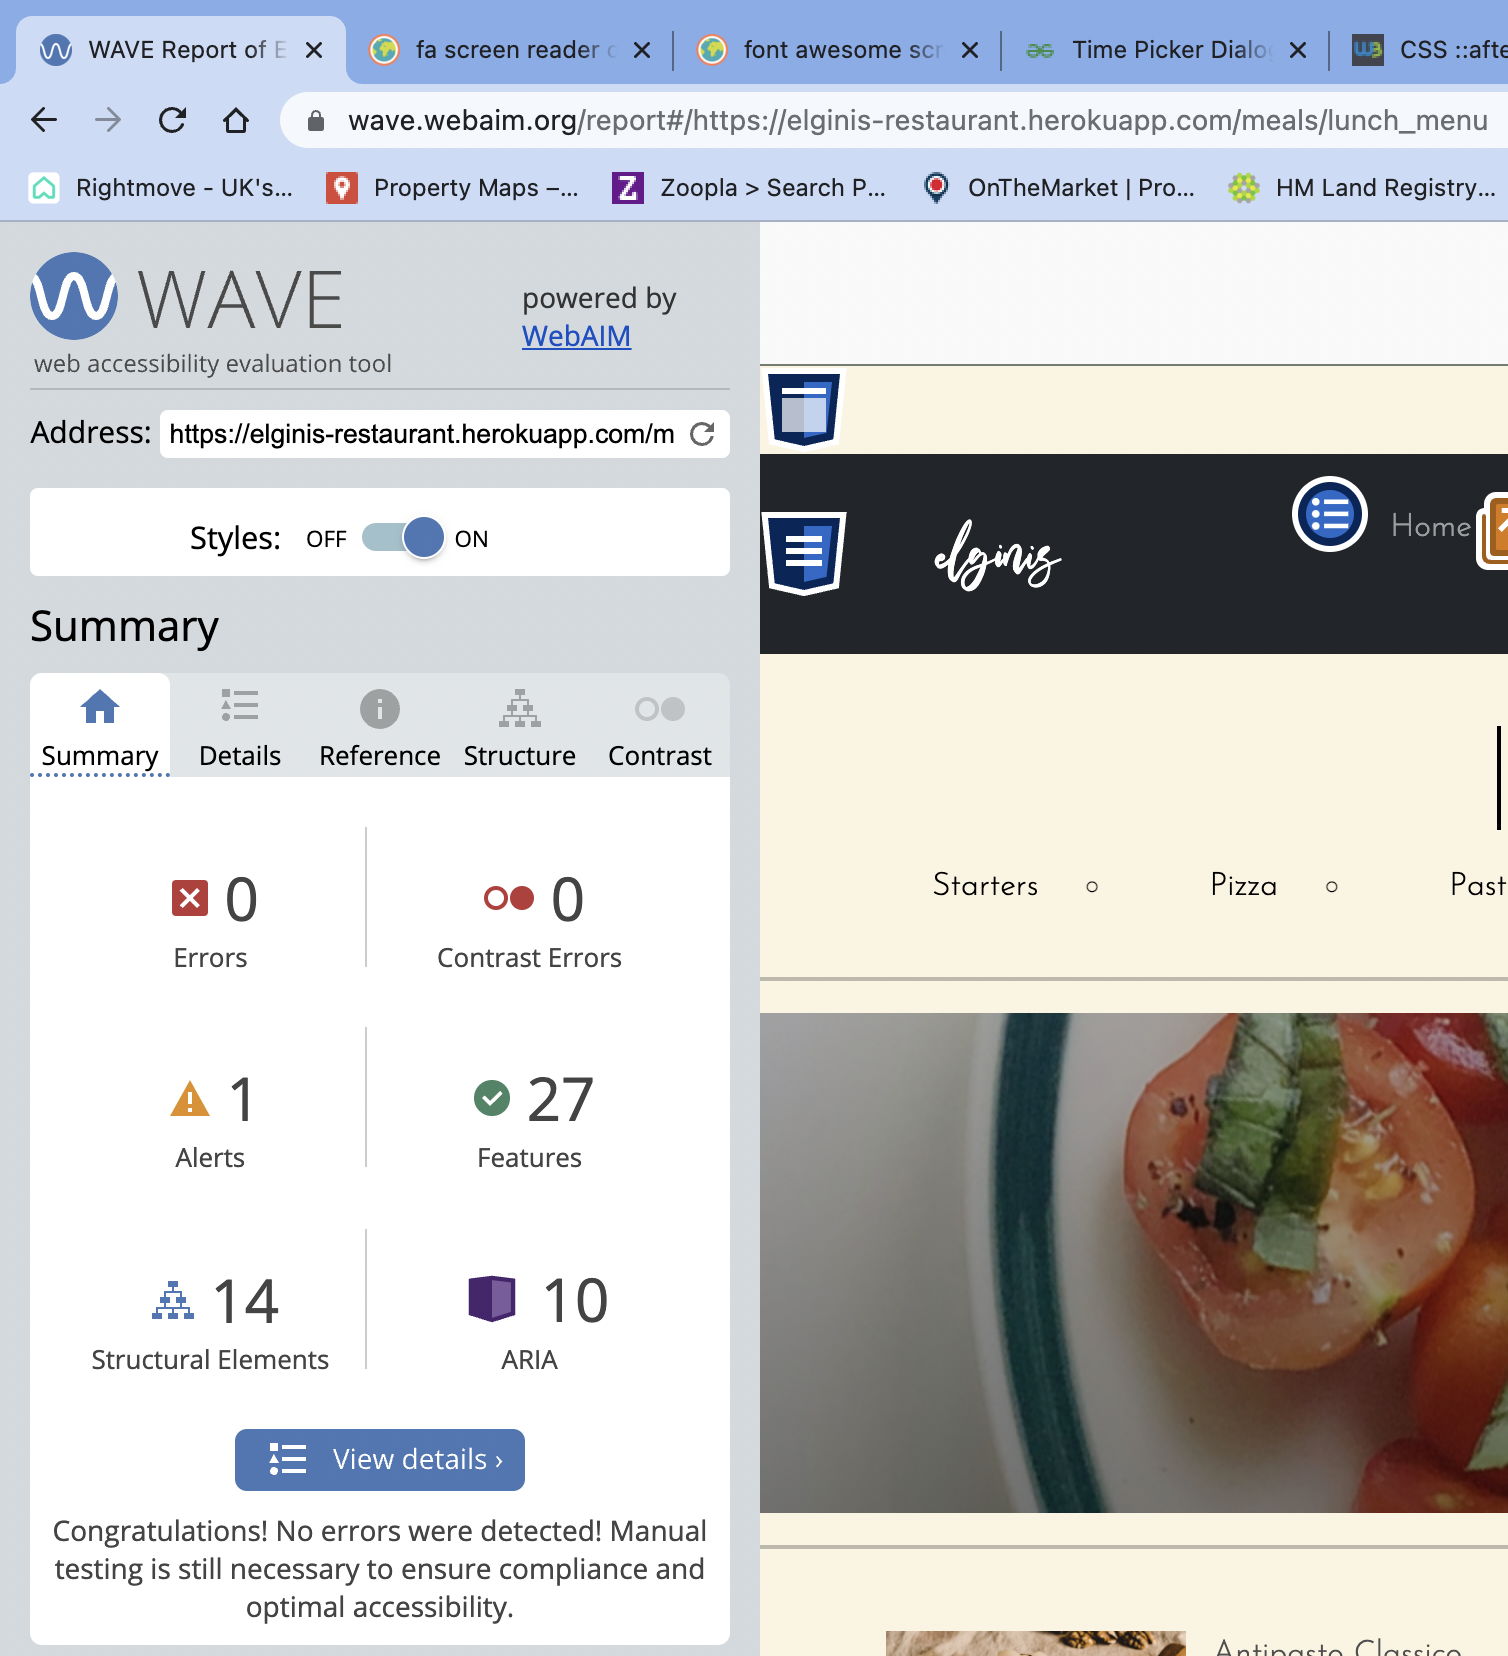 WAVE Report of E
fa screen reader o
font awesome scr
Time Picker Dialo
CSS ::afte
wave.webaim.org/report#/https://elginis-restaurant.herokuapp.com/meals/lunch_menu
Rightmove - UK's...
Property Maps –...
Zoopla > Search P...
OnTheMarket | Pro...
HM Land Registry...
WAVE
powered by
WebAIM
web accessibility evaluation tool
Address: https://elginis-restaurant.herokuapp.com/m
Styles: OFF ON
Summary
Summary Details Reference Structure Contrast
0
Errors
0
Contrast Errors
1
Alerts
27
Features
14
Structural Elements
10
ARIA
View details ›
Congratulations! No errors were detected! Manual
testing is still necessary to ensure compliance and
optimal accessibility.
elginis
Home
Starters
Pizza
Past
Antipasto Classico